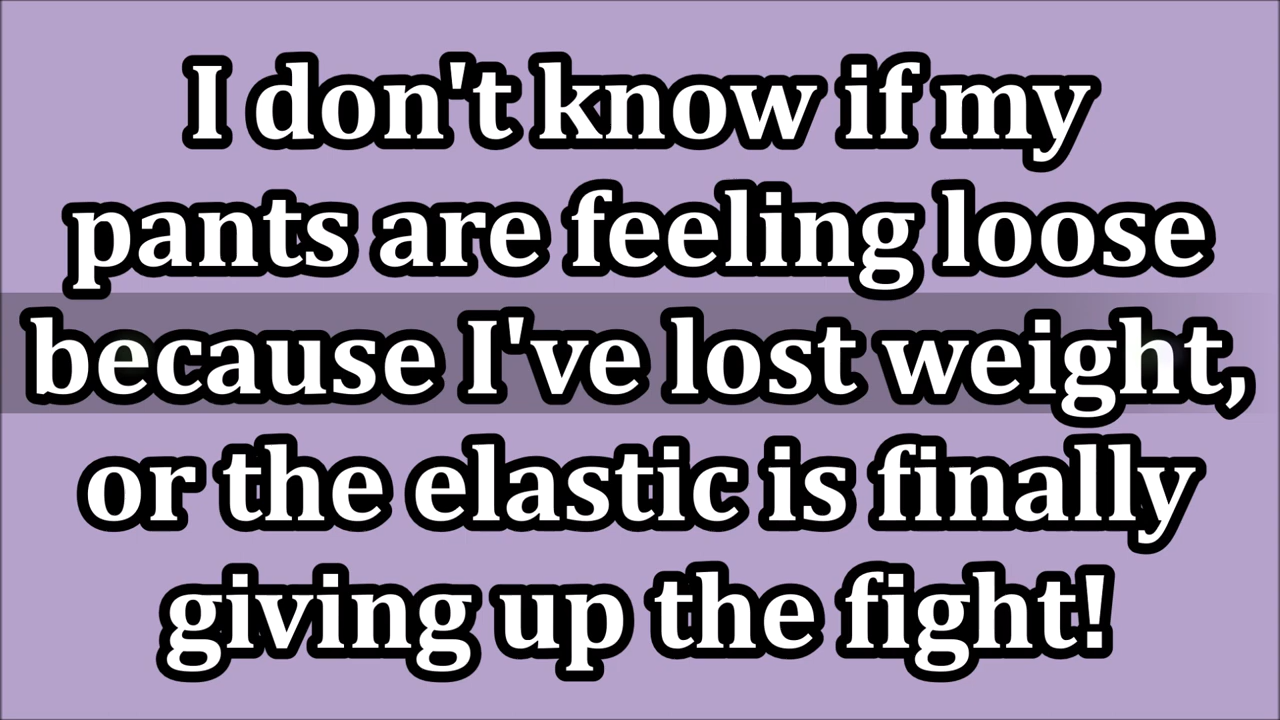 I don't know if my
pants are feeling loose
because I've lost weight,
or the elastic is finally
giving up the fight!